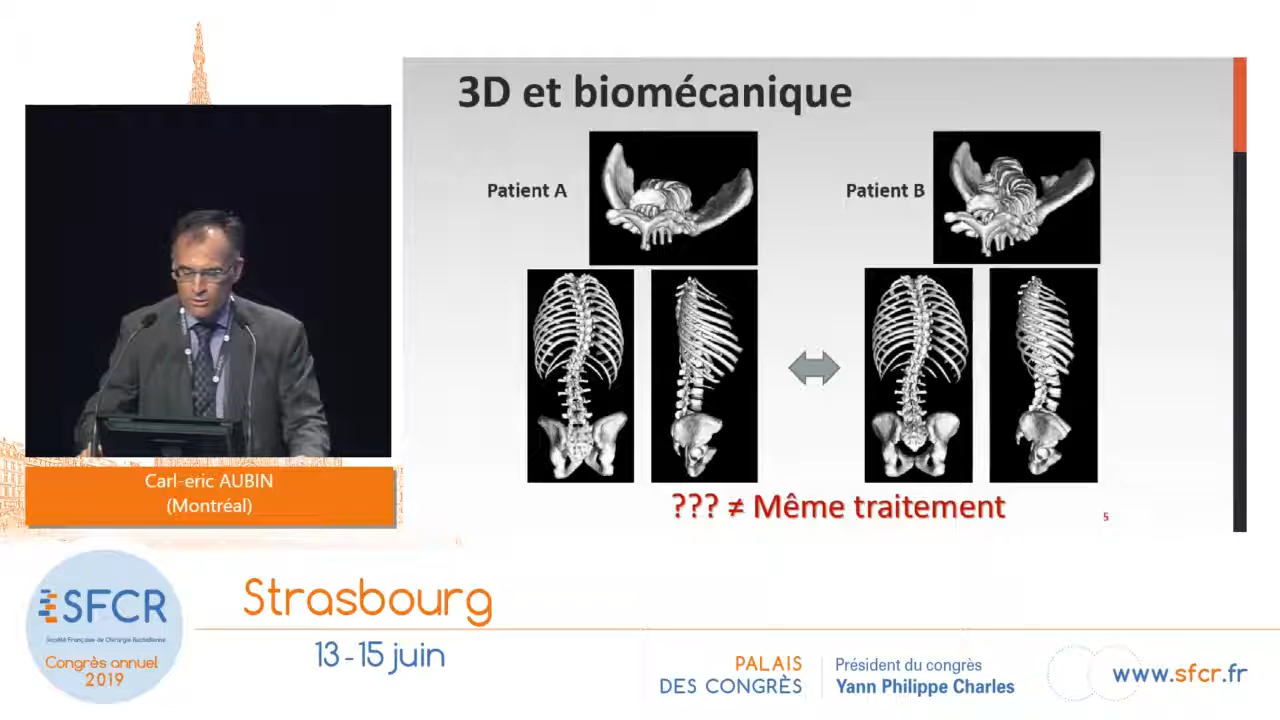 3D et biomécanique
Patient A
Patient B
??? ≠ Même traitement
5
Carl-eric AUBIN
(Montréal)
SFCR
Société Française de Chirurgie Rachidienne
Congrès annuel
2019
Strasbourg
13-15 juin
PALAIS
DES CONGRÈS
Président du congrès
Yann Philippe Charles
www.sfcr.fr